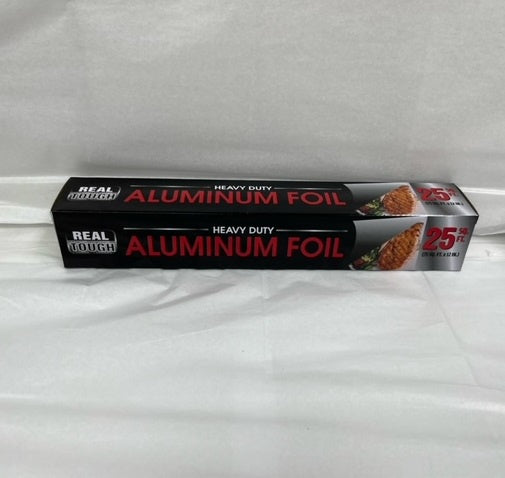 REAL
TOUGH
HEAVY DUTY
ALUMINUM FOIL
25 SQ.
FT.
REAL
TOUGH
HEAVY DUTY
ALUMINUM FOIL
25 SQ.
FT.